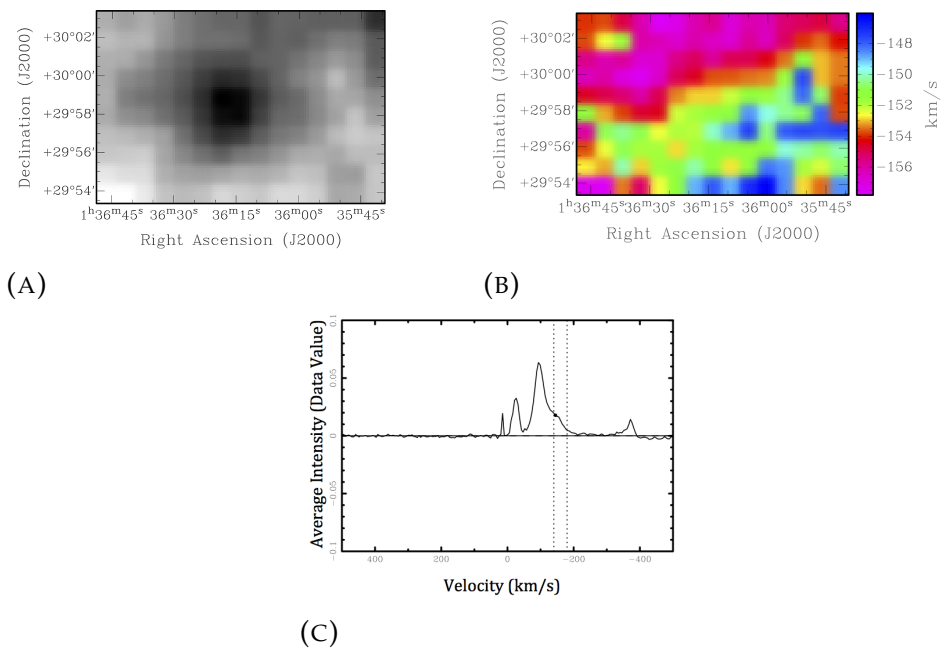 Declination (J2000)
+30°02'
+30°00'
+29°58'
+29°56'
+29°54'
1ʰ36ᵐ45ˢ 36ᵐ30ˢ 36ᵐ15ˢ 36ᵐ00ˢ 35ᵐ45ˢ
Right Ascension (J2000)
(A)
Declination (J2000)
+30°02'
+30°00'
+29°58'
+29°56'
+29°54'
1ʰ36ᵐ45ˢ36ᵐ30ˢ 36ᵐ15ˢ 36ᵐ00ˢ 35ᵐ45ˢ
Right Ascension (J2000)
−148
−150
−152
−154
−156
km/s
(B)
Average Intensity (Data Value)
0.1
0.05
0
−0.05
−0.1
400 200 0 −200 −400
Velocity (km/s)
(C)